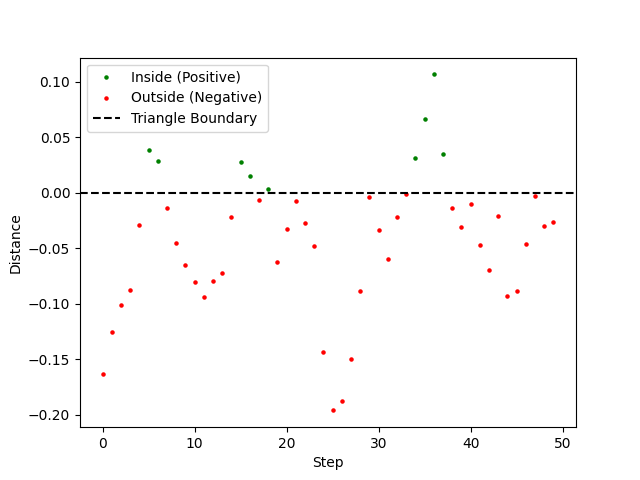 Inside (Positive)
Outside (Negative)
Triangle Boundary
0.10
0.05
0.00
−0.05
−0.10
−0.15
−0.20
Distance
0 10 20 30 40 50
Step